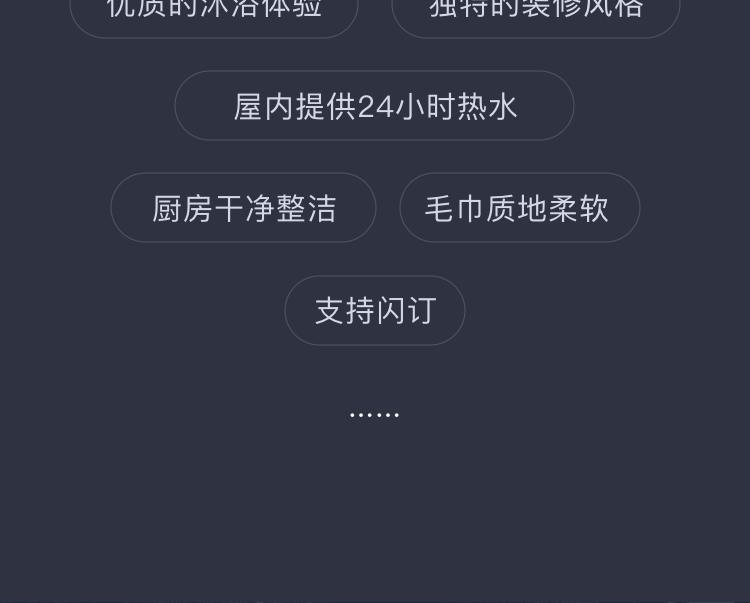 优质的沐浴体验 独特的装修风格
屋内提供24小时热水
厨房干净整洁 毛巾质地柔软
支持闪订
……